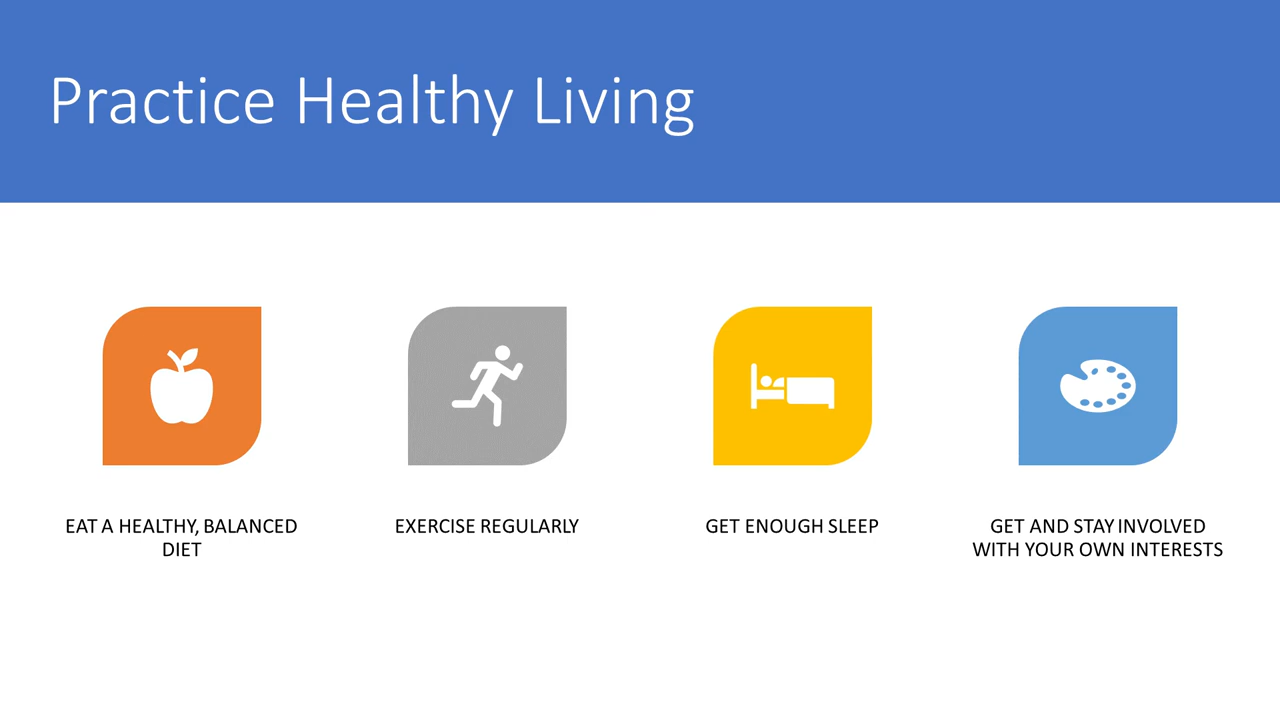 Practice Healthy Living
EAT A HEALTHY, BALANCED
DIET
EXERCISE REGULARLY
GET ENOUGH SLEEP
GET AND STAY INVOLVED
WITH YOUR OWN INTERESTS